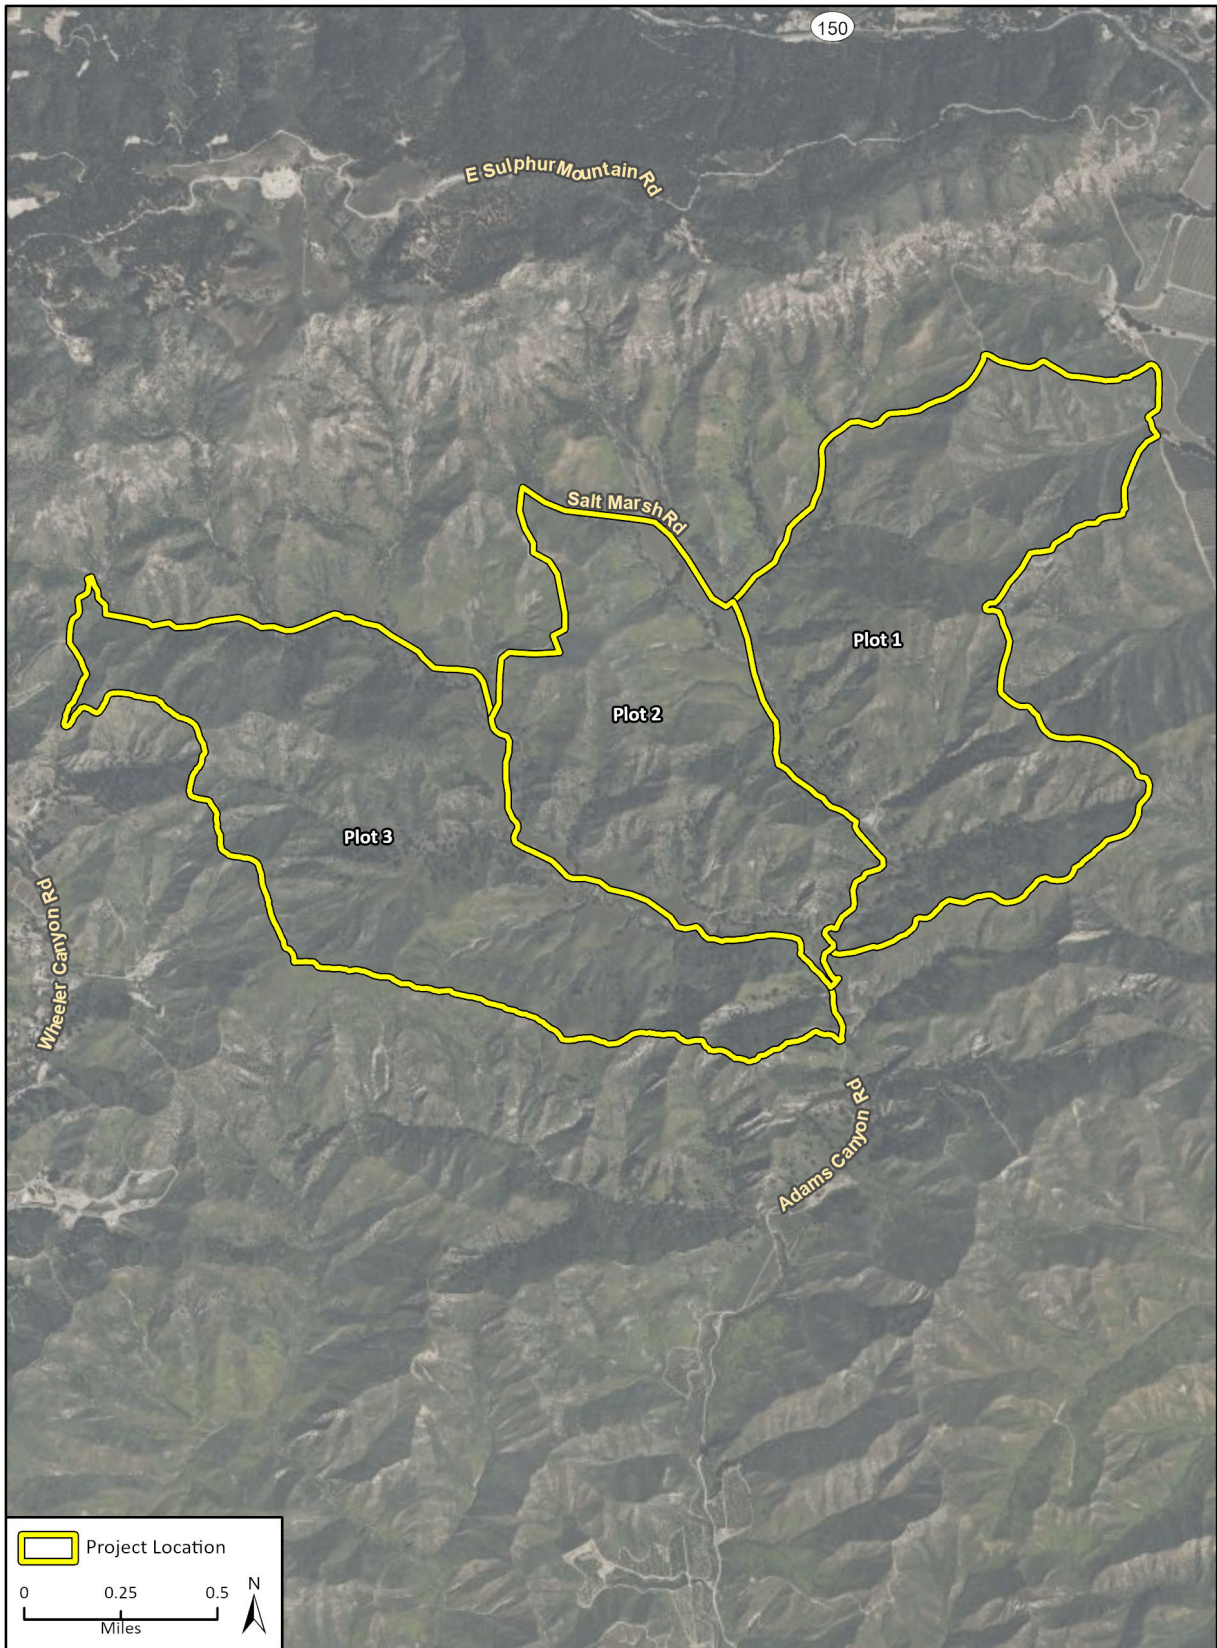 150
E Sulphur Mountain Rd
Salt Marsh Rd
Plot 1
Plot 2
Plot 3
Wheeler Canyon Rd
Adams Canyon Rd
Project Location
0 0.25 0.5
Miles
N